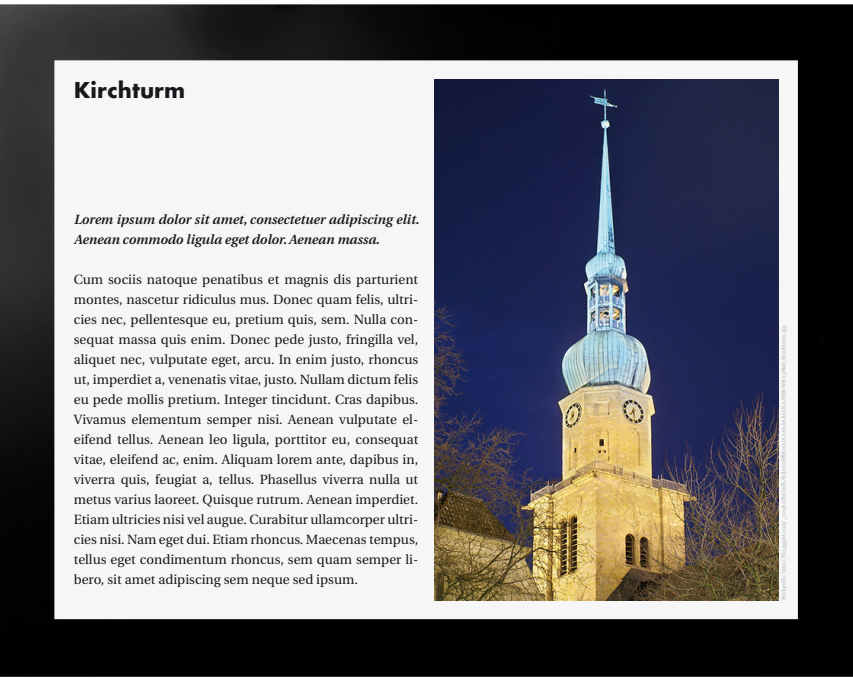 Kirchturm
Lorem ipsum dolor sit amet, consectetuer adipiscing elit.
Aenean commodo ligula eget dolor. Aenean massa.
Cum sociis natoque penatibus et magnis dis parturient
montes, nascetur ridiculus mus. Donec quam felis, ultri-
cies nec, pellentesque eu, pretium quis, sem. Nulla con-
sequat massa quis enim. Donec pede justo, fringilla vel,
aliquet nec, vulputate eget, arcu. In enim justo, rhoncus
ut, imperdiet a, venenatis vitae, justo. Nullam dictum felis
eu pede mollis pretium. Integer tincidunt. Cras dapibus.
Vivamus elementum semper nisi. Aenean vulputate el-
eifend tellus. Aenean leo ligula, porttitor eu, consequat
vitae, eleifend ac, enim. Aliquam lorem ante, dapibus in,
viverra quis, feugiat a, tellus. Phasellus viverra nulla ut
metus varius laoreet. Quisque rutrum. Aenean imperdiet.
Etiam ultricies nisi vel augue. Curabitur ullamcorper ultri-
cies nisi. Nam eget dui. Etiam rhoncus. Maecenas tempus,
tellus eget condimentum rhoncus, sem quam semper li-
bero, sit amet adipiscing sem neque sed ipsum.